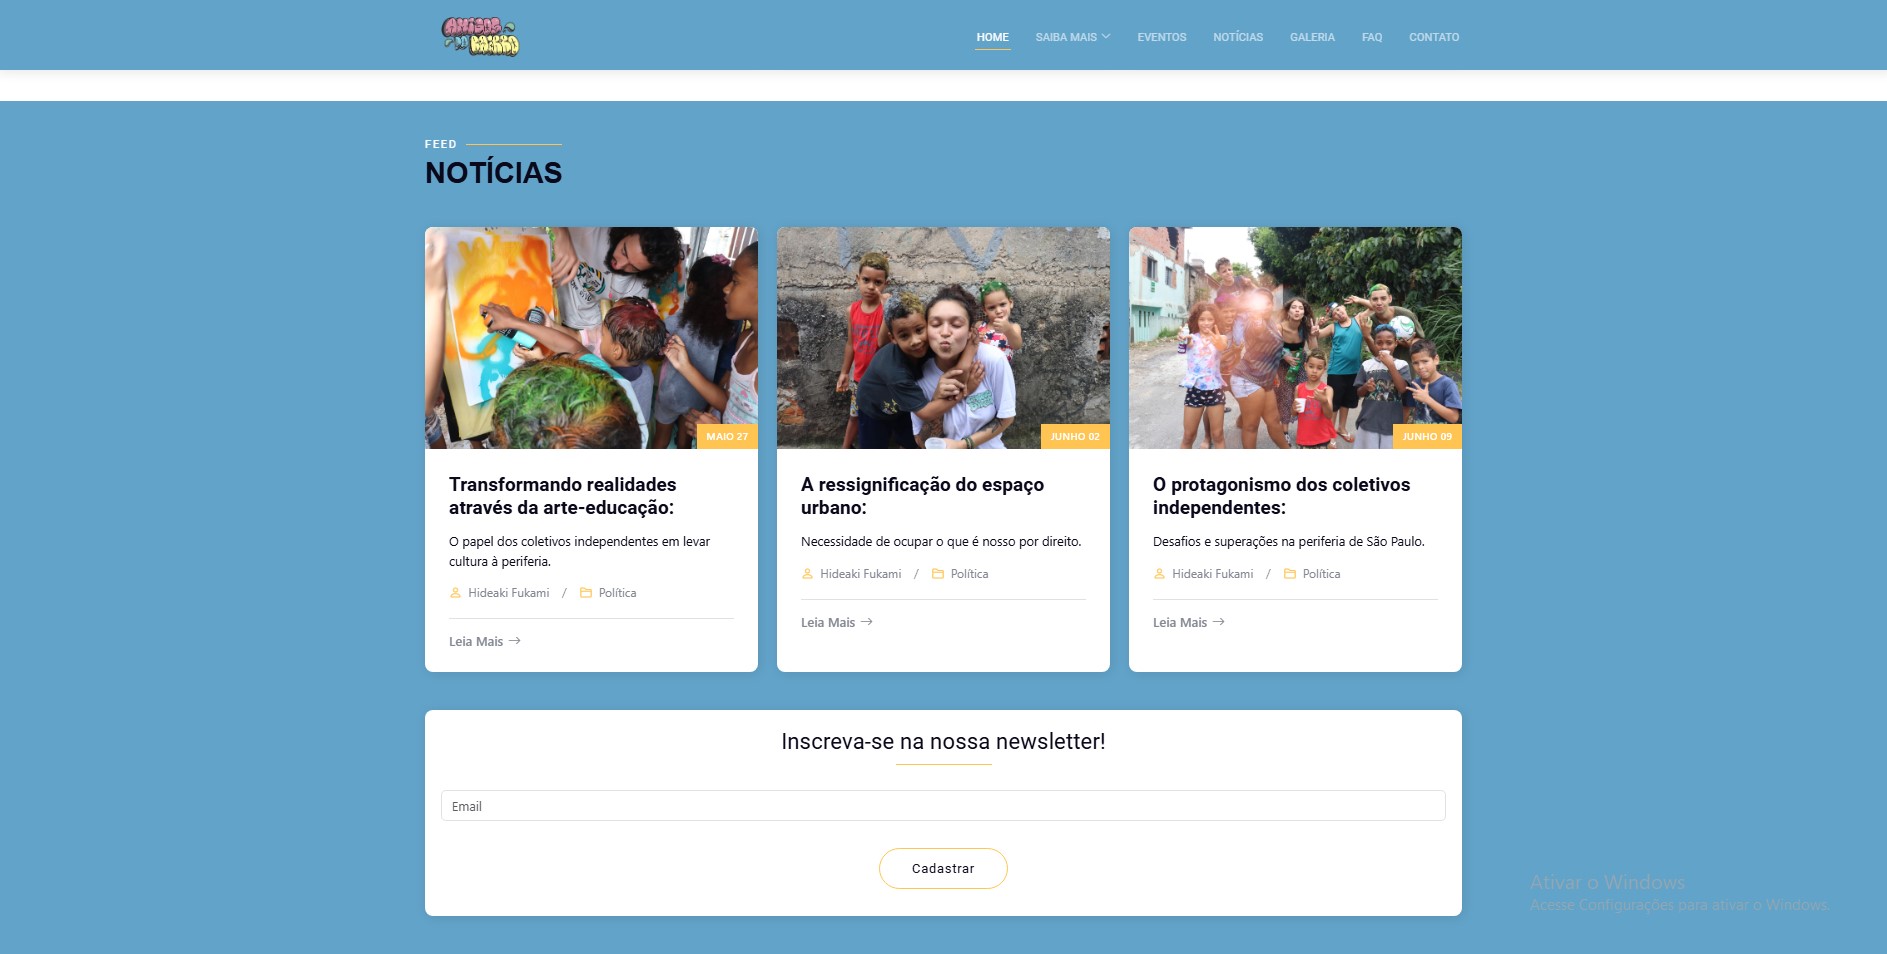 AMIGOS
DO BAIRRO
HOME SAIBA MAIS EVENTOS NOTÍCIAS GALERIA FAQ CONTATO
FEED
NOTÍCIAS
MAIO 27
JUNHO 02
JUNHO 09
Transformando realidades
através da arte-educação:
O papel dos coletivos independentes em levar
cultura à periferia.
Hideaki Fukami / Política
Leia Mais
A ressignificação do espaço
urbano:
Necessidade de ocupar o que é nosso por direito.
Hideaki Fukami / Política
Leia Mais
O protagonismo dos coletivos
independentes:
Desafios e superações na periferia de São Paulo.
Hideaki Fukami / Política
Leia Mais
Inscreva-se na nossa newsletter!
Email
Cadastrar
Ativar o Windows
Acesse Configurações para ativar o Windows.